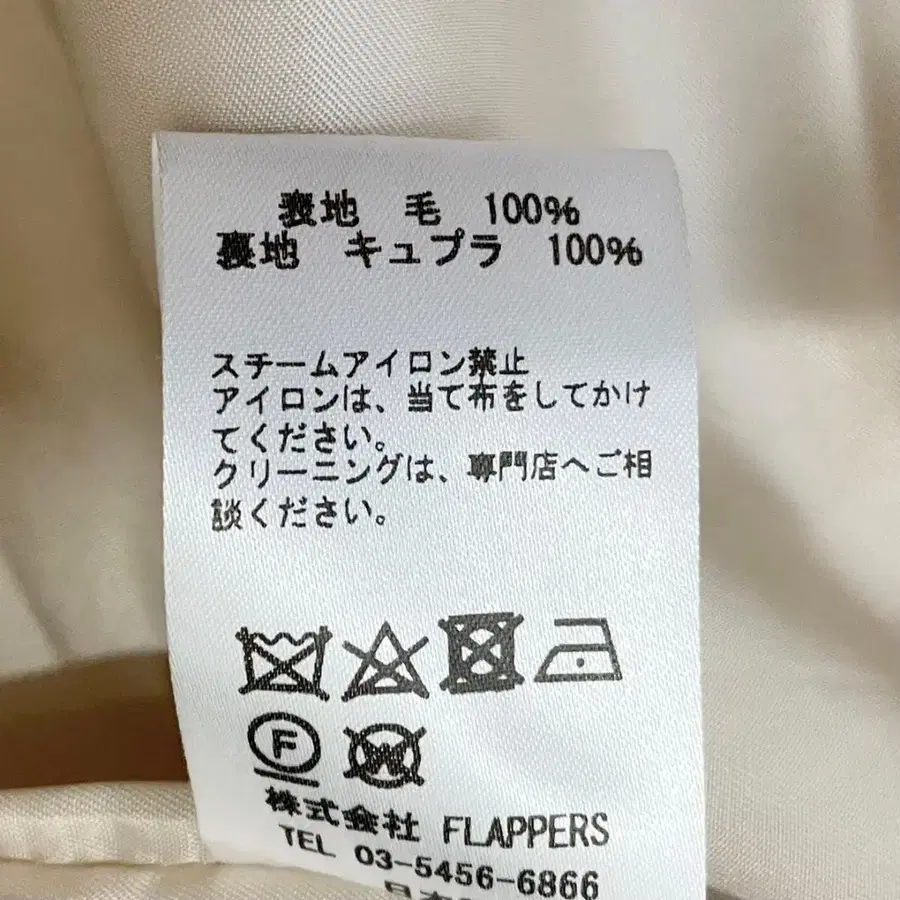 表地 毛 100%
裏地 キュプラ 100%
スチームアイロン禁止
アイロンは、当て布をしてかけ
てください。
クリーニングは、専門店へご相
談ください。
F
W
株式会社 FLAPPERS
TEL 03-5456-6866
日本